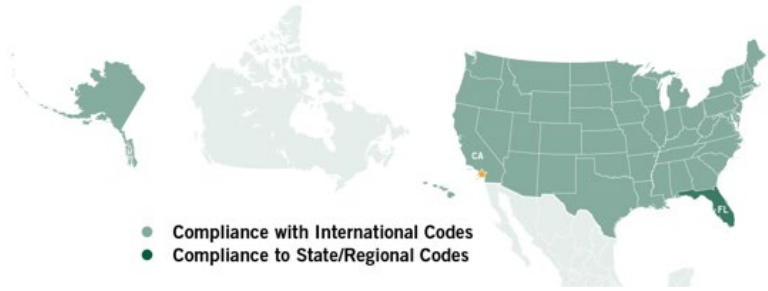 CA
FL
Compliance with International Codes
Compliance to State/Regional Codes